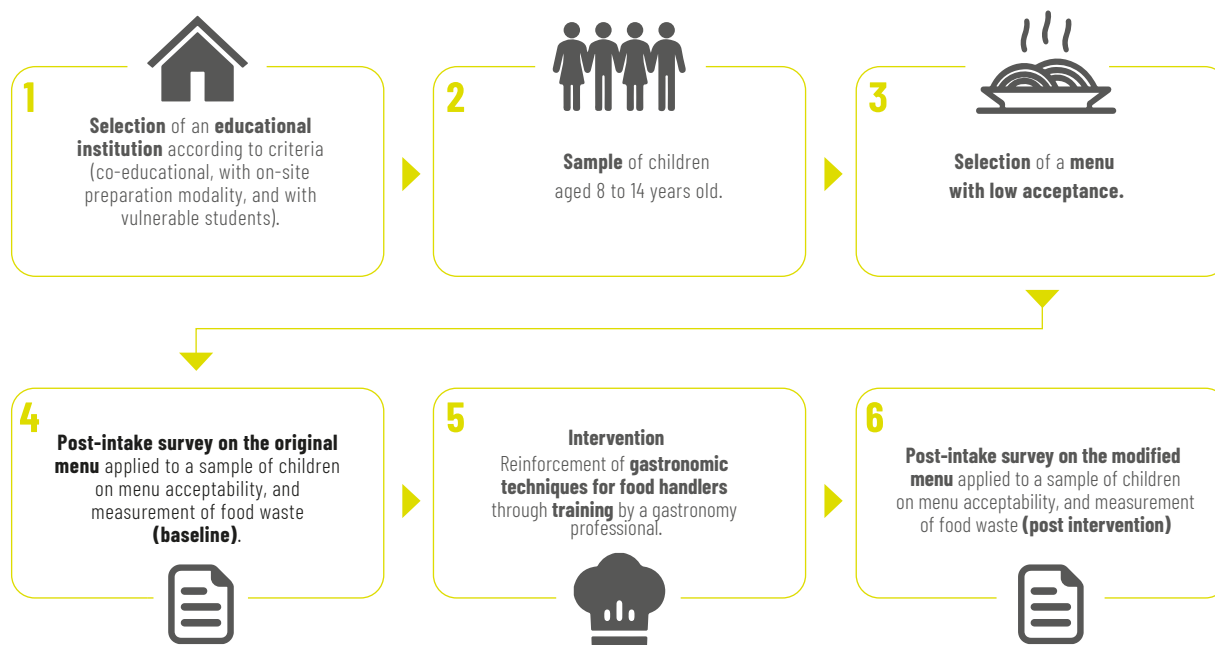 1
Selection of an educational
institution according to criteria
(co-educational, with on-site
preparation modality, and with
vulnerable students).
2
Sample of children
aged 8 to 14 years old.
3
Selection of a menu
with low acceptance.
4
Post-intake survey on the original
menu applied to a sample of children
on menu acceptability, and
measurement of food waste
(baseline).
5
Intervention
Reinforcement of gastronomic
techniques for food handlers
through training by a gastronomy
professional.
6
Post-intake survey on the modified
menu applied to a sample of children
on menu acceptability, and measurement
of food waste (post intervention)